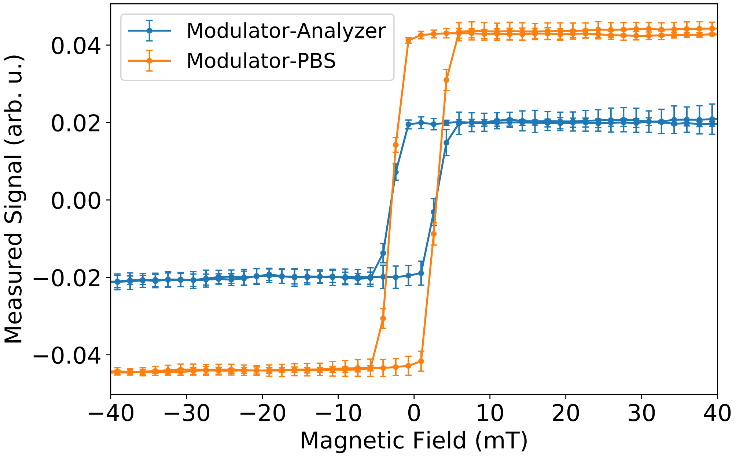 Modulator-Analyzer
Modulator-PBS
Measured Signal (arb. u.)
0.04
0.02
0.00
−0.02
−0.04
−40 −30 −20 −10 0 10 20 30 40
Magnetic Field (mT)